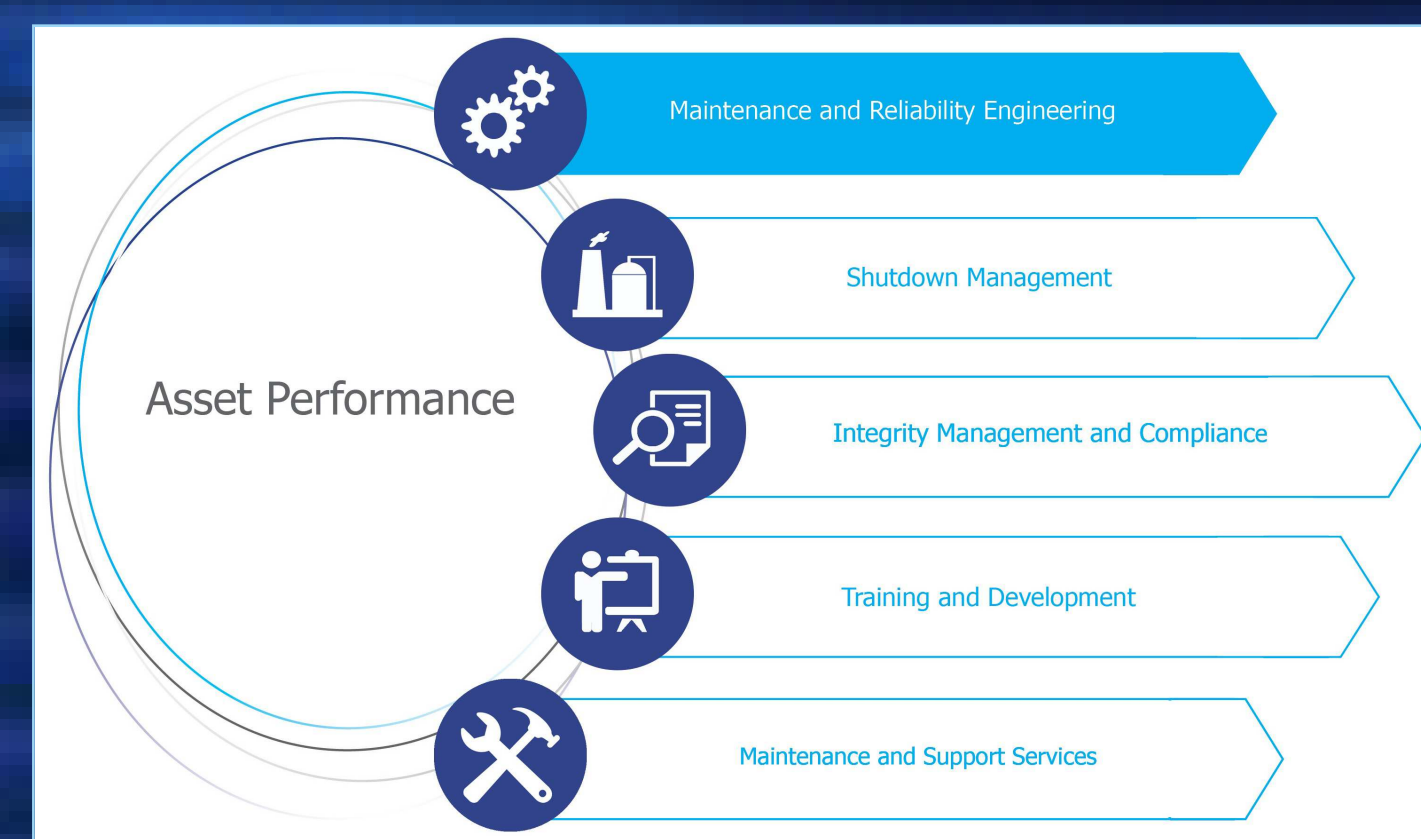 Maintenance and Reliability Engineering
Shutdown Management
Asset Performance
Integrity Management and Compliance
Training and Development
Maintenance and Support Services